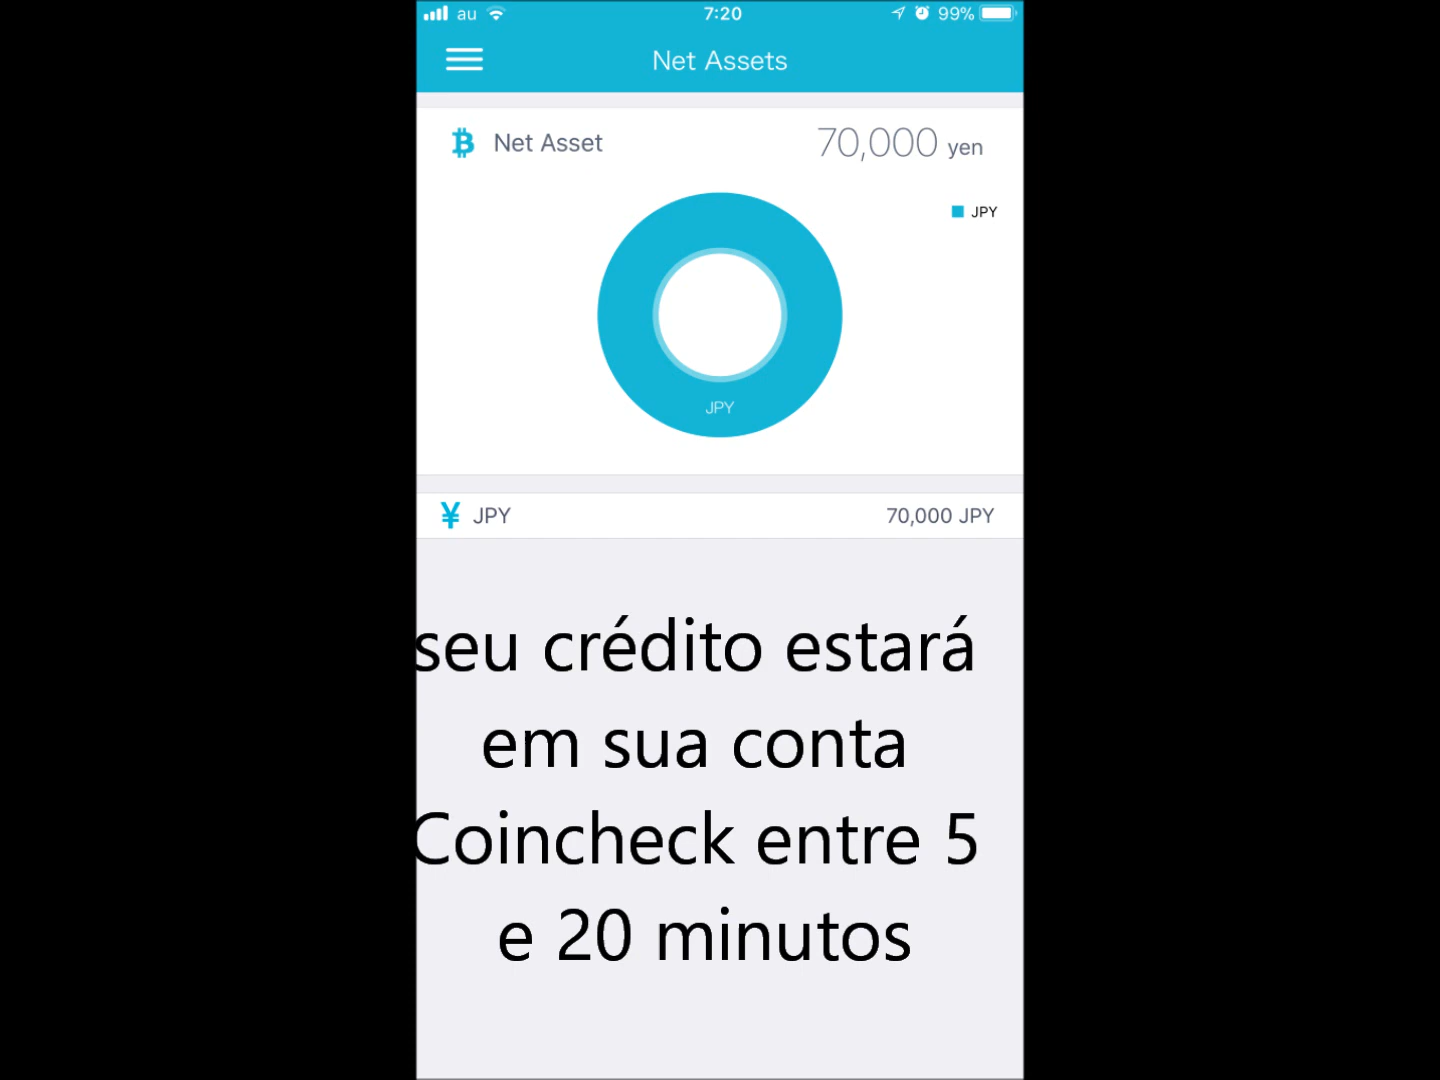 au 7:20 99%
Net Assets
Net Asset 70,000 yen
JPY
JPY
¥ JPY 70,000 JPY
seu crédito estará
em sua conta
Coincheck entre 5
e 20 minutos